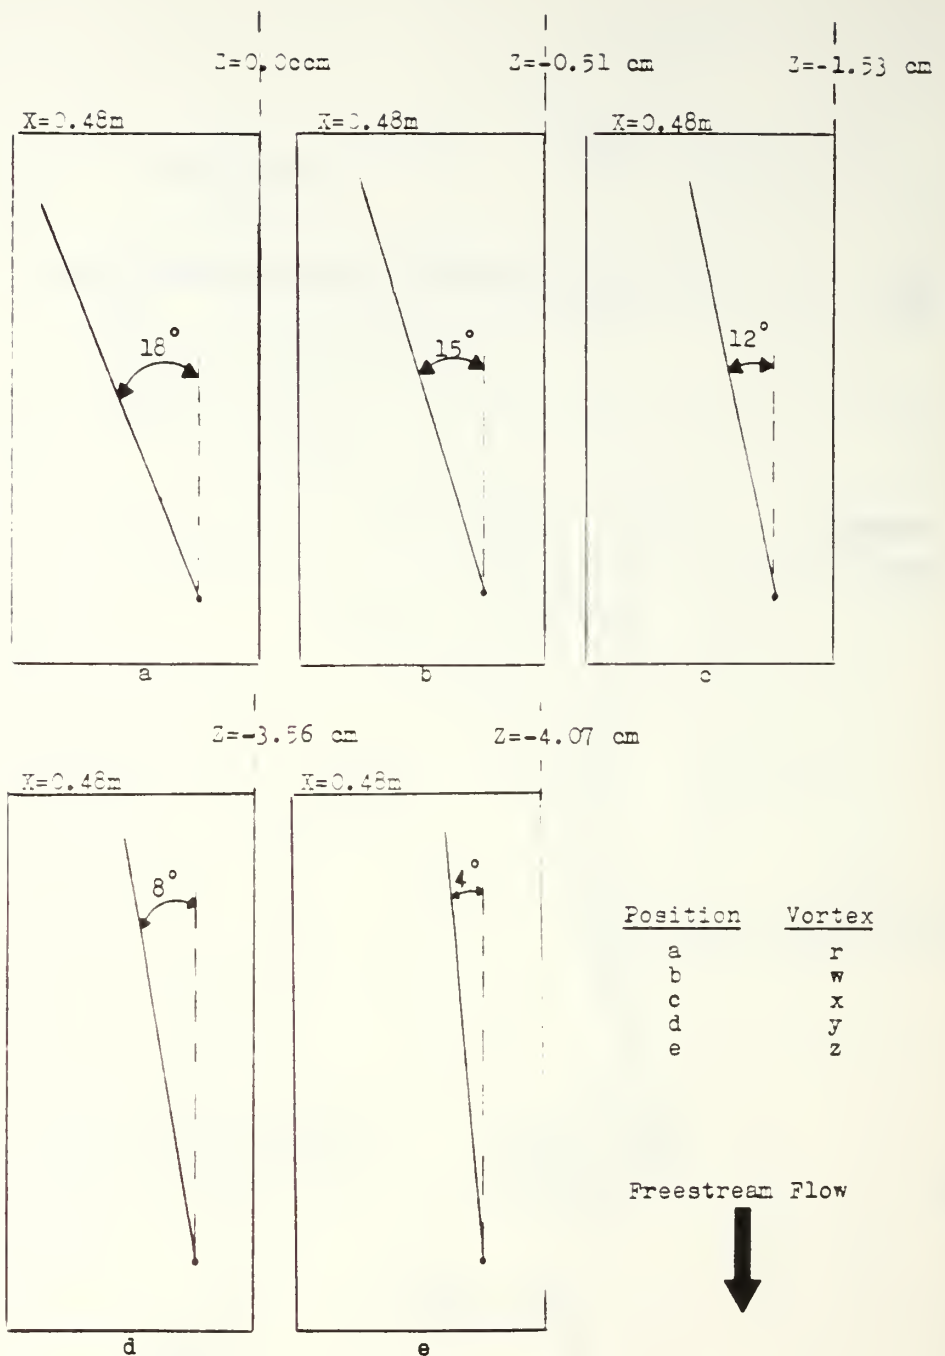 Z=0.0ccm
Z=-0.51 cm
Z=-1.53 cm
X=0.48m
X=0.48m
X=0.48m
18°
15°
12°
a
b
c
Z=-3.56 cm
Z=-4.07 cm
X=0.48m
X=0.48m
8°
4°
Position Vortex
a r
b w
c x
d y
e z
Freestream Flow
d
e